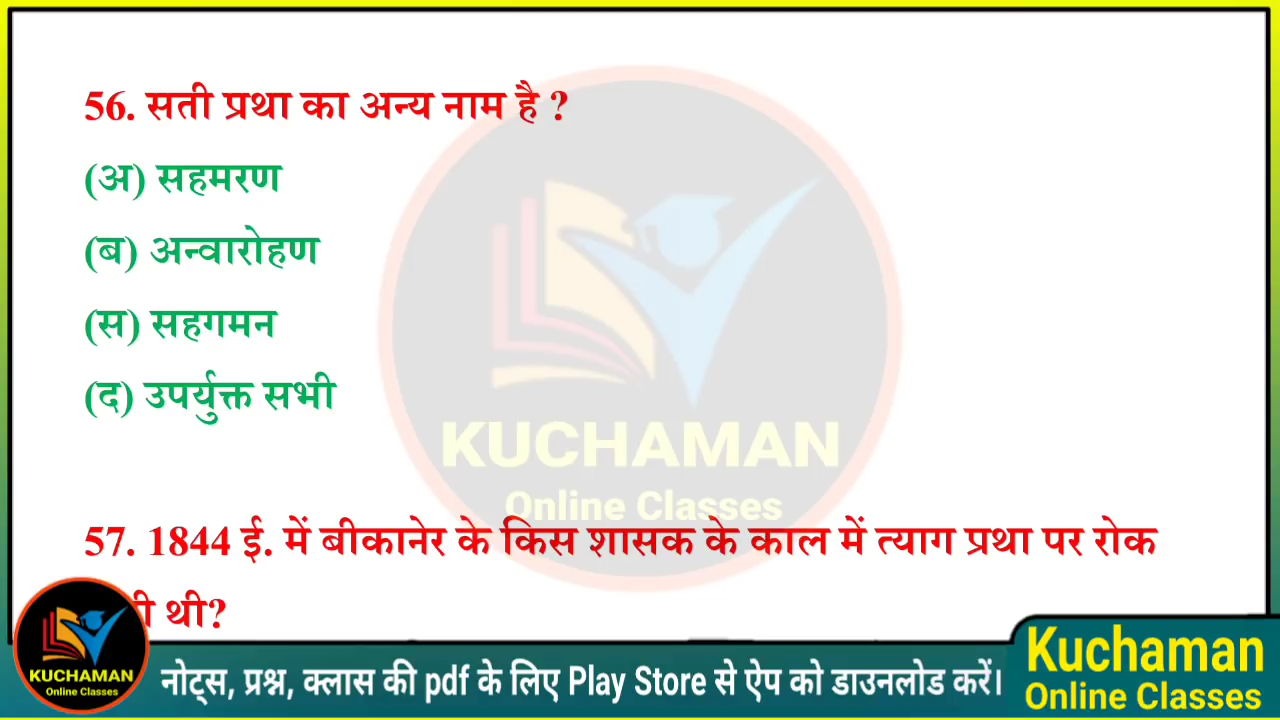 56. सती प्रथा का अन्य नाम है ?
(अ) सहमरण
(ब) अन्वारोहण
(स) सहगमन
(द) उपर्युक्त सभी
KUCHAMAN
Online Classes
57. 1844 ई. में बीकानेर के किस शासक के काल में त्याग प्रथा पर रोक
थी?
KUCHAMAN
Online Classes
नोट्स, प्रश्न, क्लास की pdf के लिए Play Store से ऐप को डाउनलोड करें।
Kuchaman
Online Classes